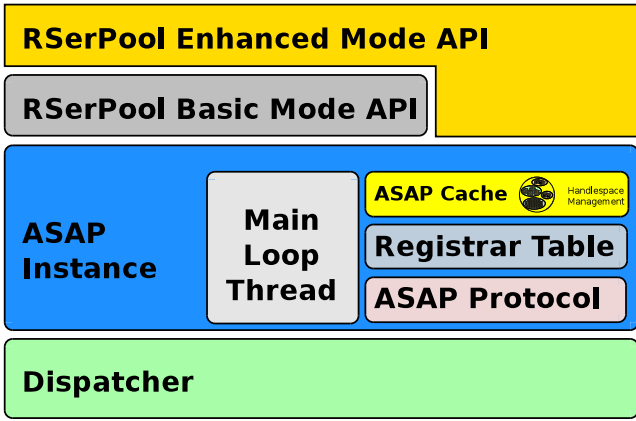 RSerPool Enhanced Mode API
RSerPool Basic Mode API
ASAP
Instance
Main
Loop
Thread
ASAP Cache
Handlespace
Management
Registrar Table
ASAP Protocol
Dispatcher